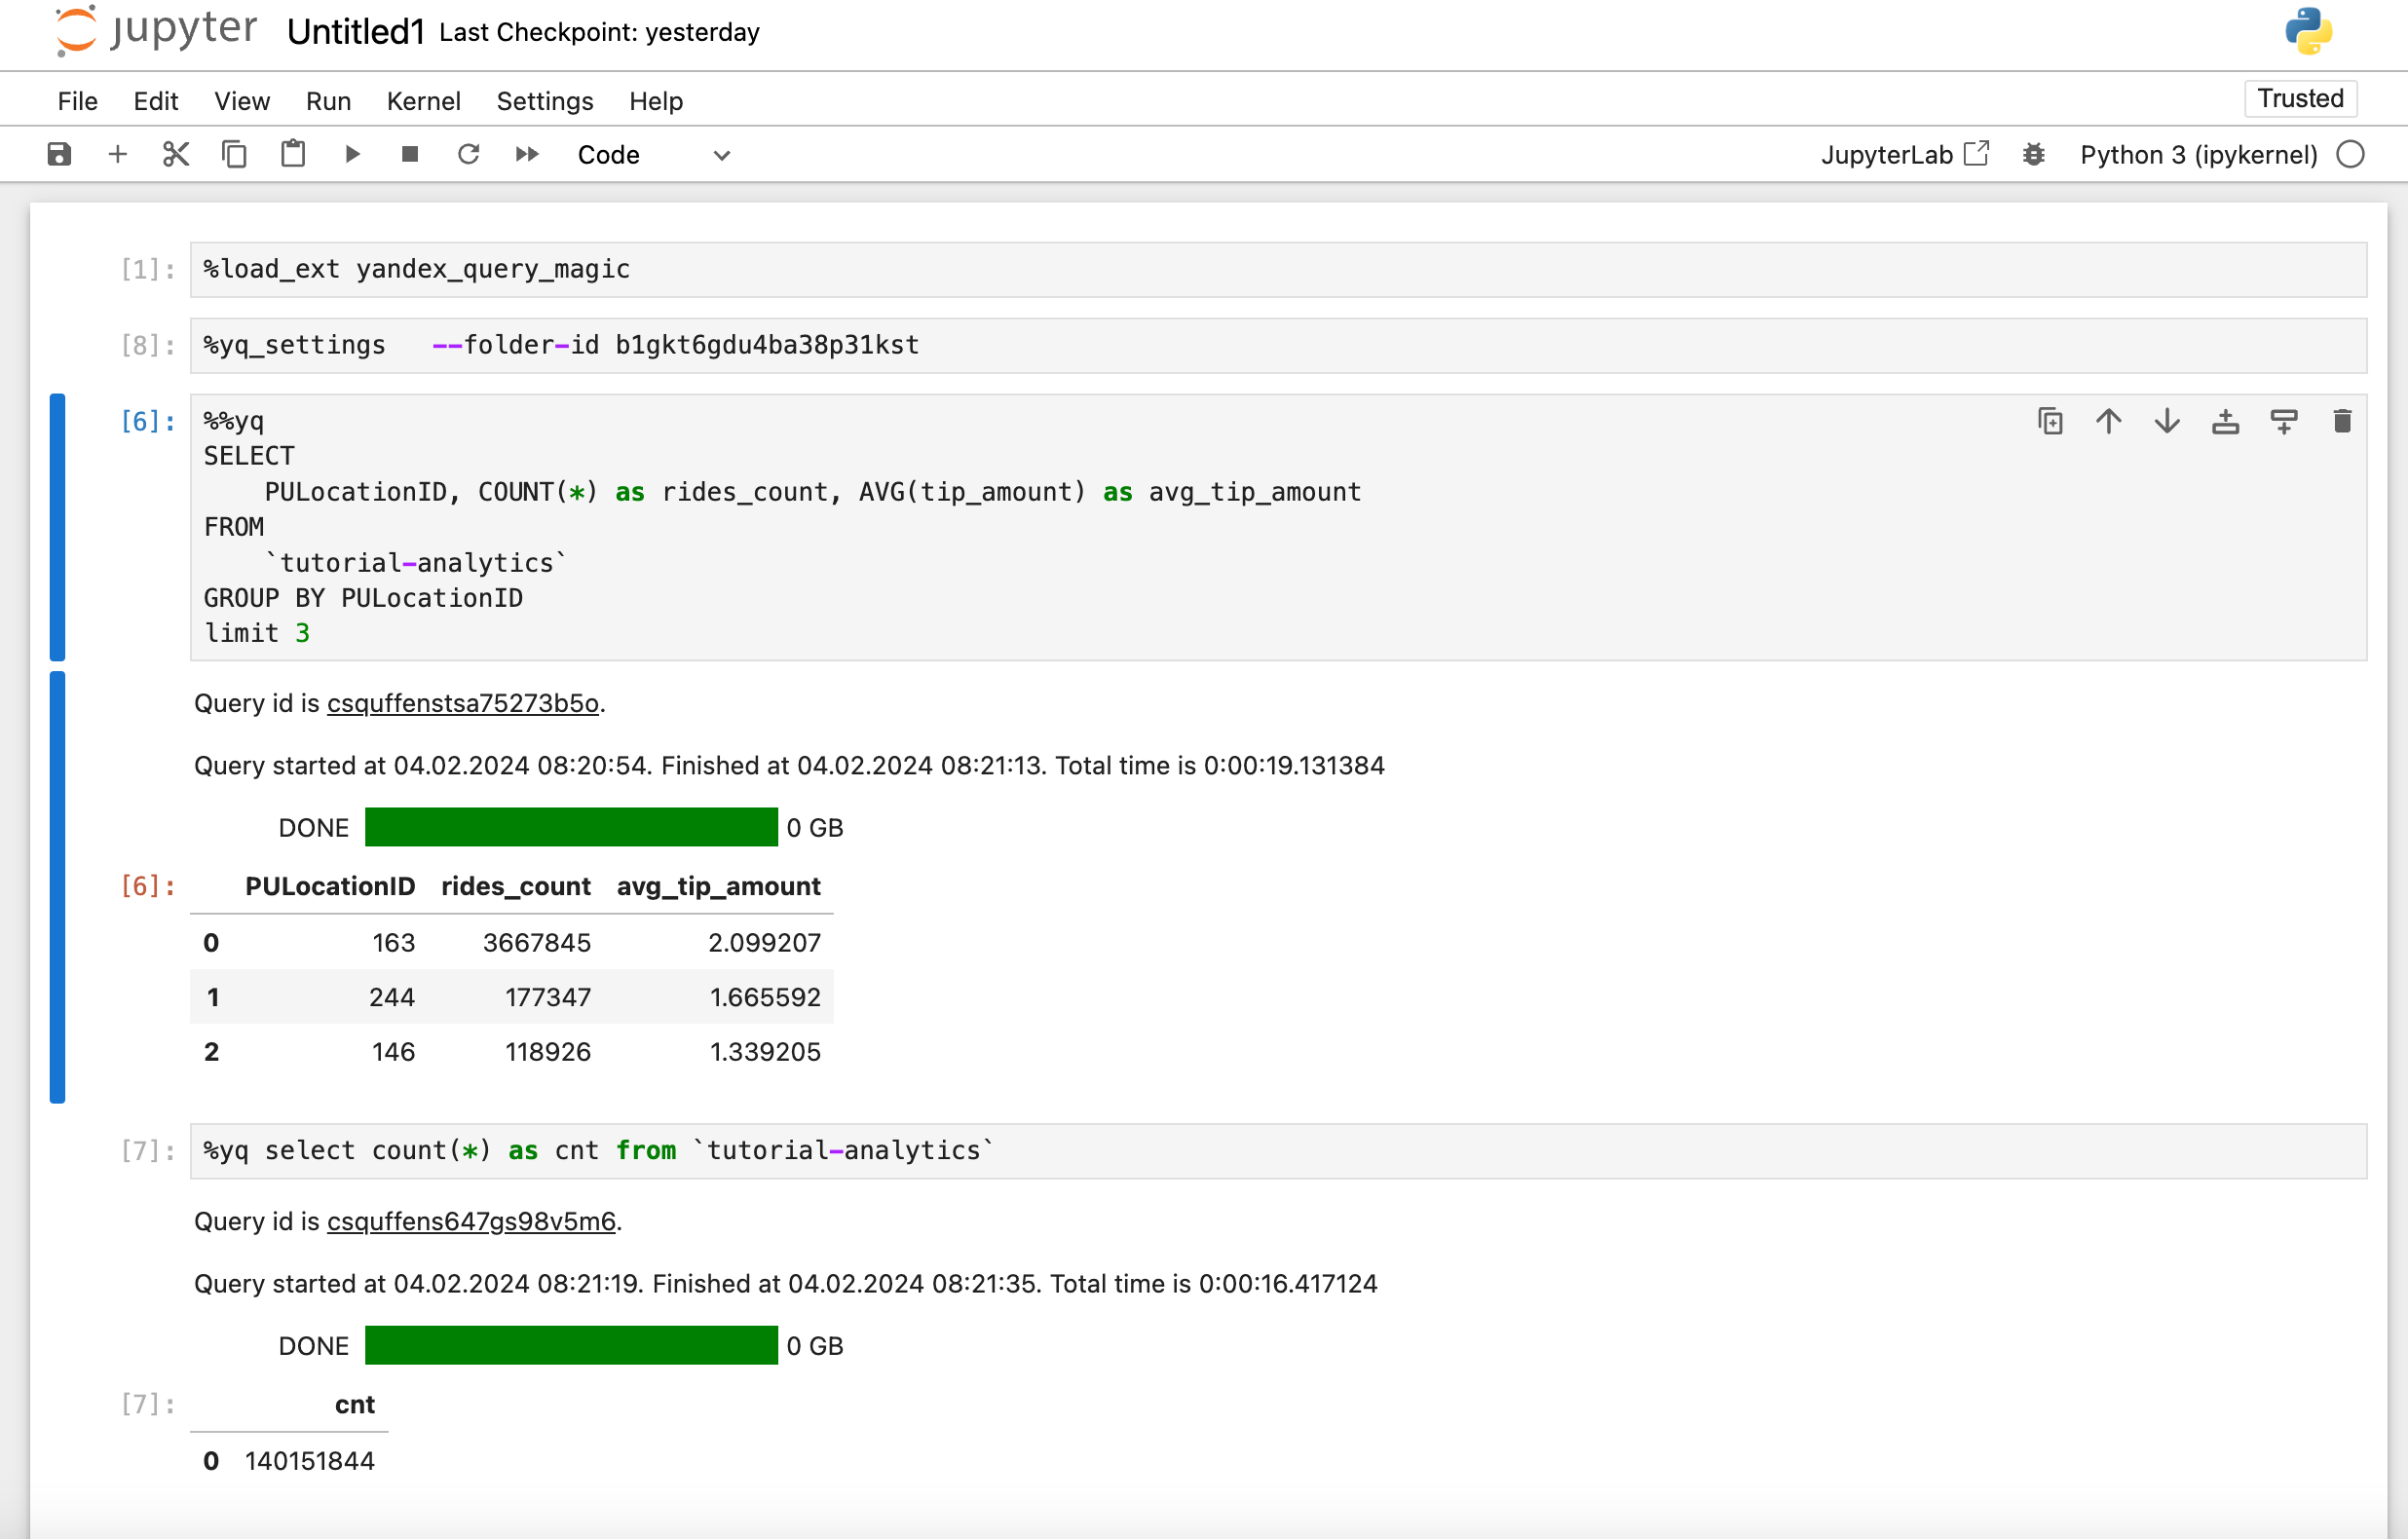 jupyter Untitled1 Last Checkpoint: yesterday
File Edit View Run Kernel Settings Help Trusted
Code JupyterLab Python 3 (ipykernel)
[1]: %load_ext yandex_query_magic
[8]: %yq_settings   --folder-id b1gkt6gdu4ba38p31kst
[6]: %%yq
SELECT
    PULocationID, COUNT(*) as rides_count, AVG(tip_amount) as avg_tip_amount
FROM
    `tutorial-analytics`
GROUP BY PULocationID
limit 3
Query id is csquffenstsa75273b5o.
Query started at 04.02.2024 08:20:54. Finished at 04.02.2024 08:21:13. Total time is 0:00:19.131384
DONE 0 GB
[6]: PULocationID rides_count avg_tip_amount
0 163 3667845 2.099207
1 244 177347 1.665592
2 146 118926 1.339205
[7]: %yq select count(*) as cnt from `tutorial-analytics`
Query id is csquffens647gs98v5m6.
Query started at 04.02.2024 08:21:19. Finished at 04.02.2024 08:21:35. Total time is 0:00:16.417124
DONE 0 GB
[7]: cnt
0 140151844